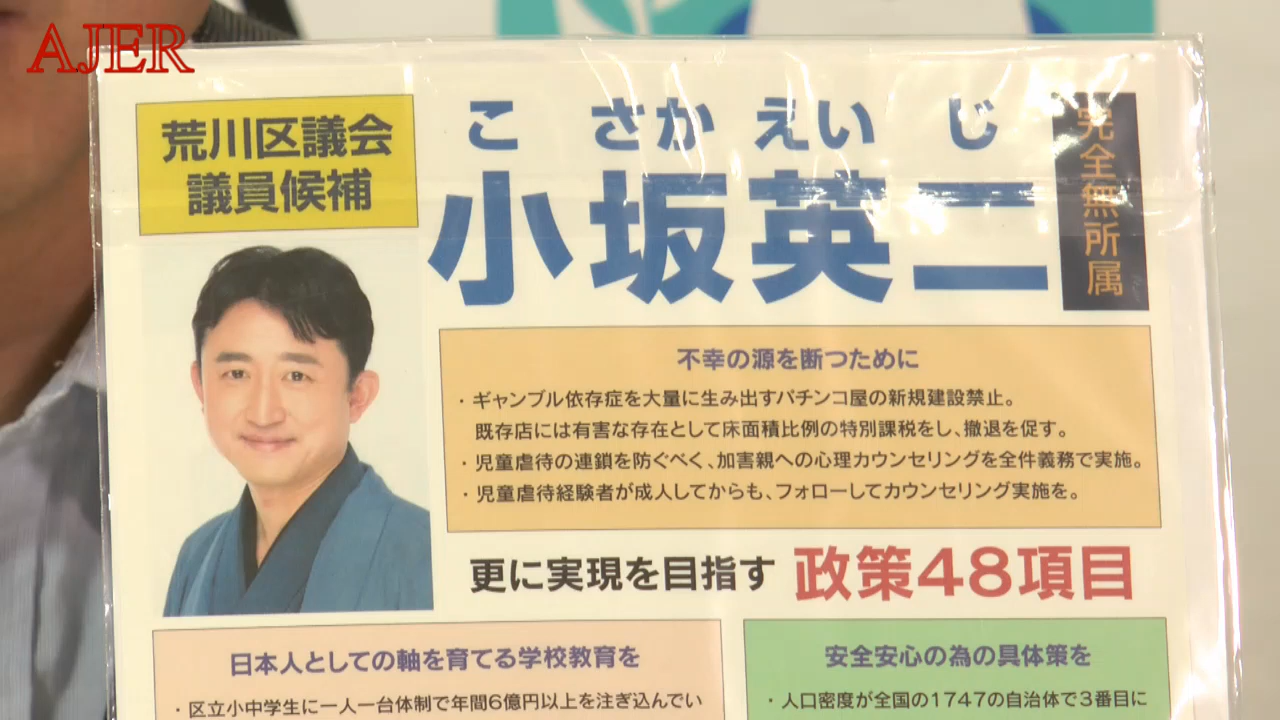 AJER
荒川区議会
議員候補
こ さか えい じ
小坂英二
完全無所属
不幸の源を断つために
・ギャンブル依存症を大量に生み出すパチンコ屋の新規建設禁止。
既存店には有害な存在として床面積比例の特別課税をし、撤退を促す。
・児童虐待の連鎖を防ぐべく、加害親への心理カウンセリングを全件義務で実施。
・児童虐待経験者が成人してからも、フォローしてカウンセリング実施を。
更に実現を目指す 政策48項目
日本人としての軸を育てる学校教育を
・区立小中学生に一人一台体制で年間6億円以上を注ぎ込んでい
安全安心の為の具体策を
・人口密度が全国の1747の自治体で3番目に